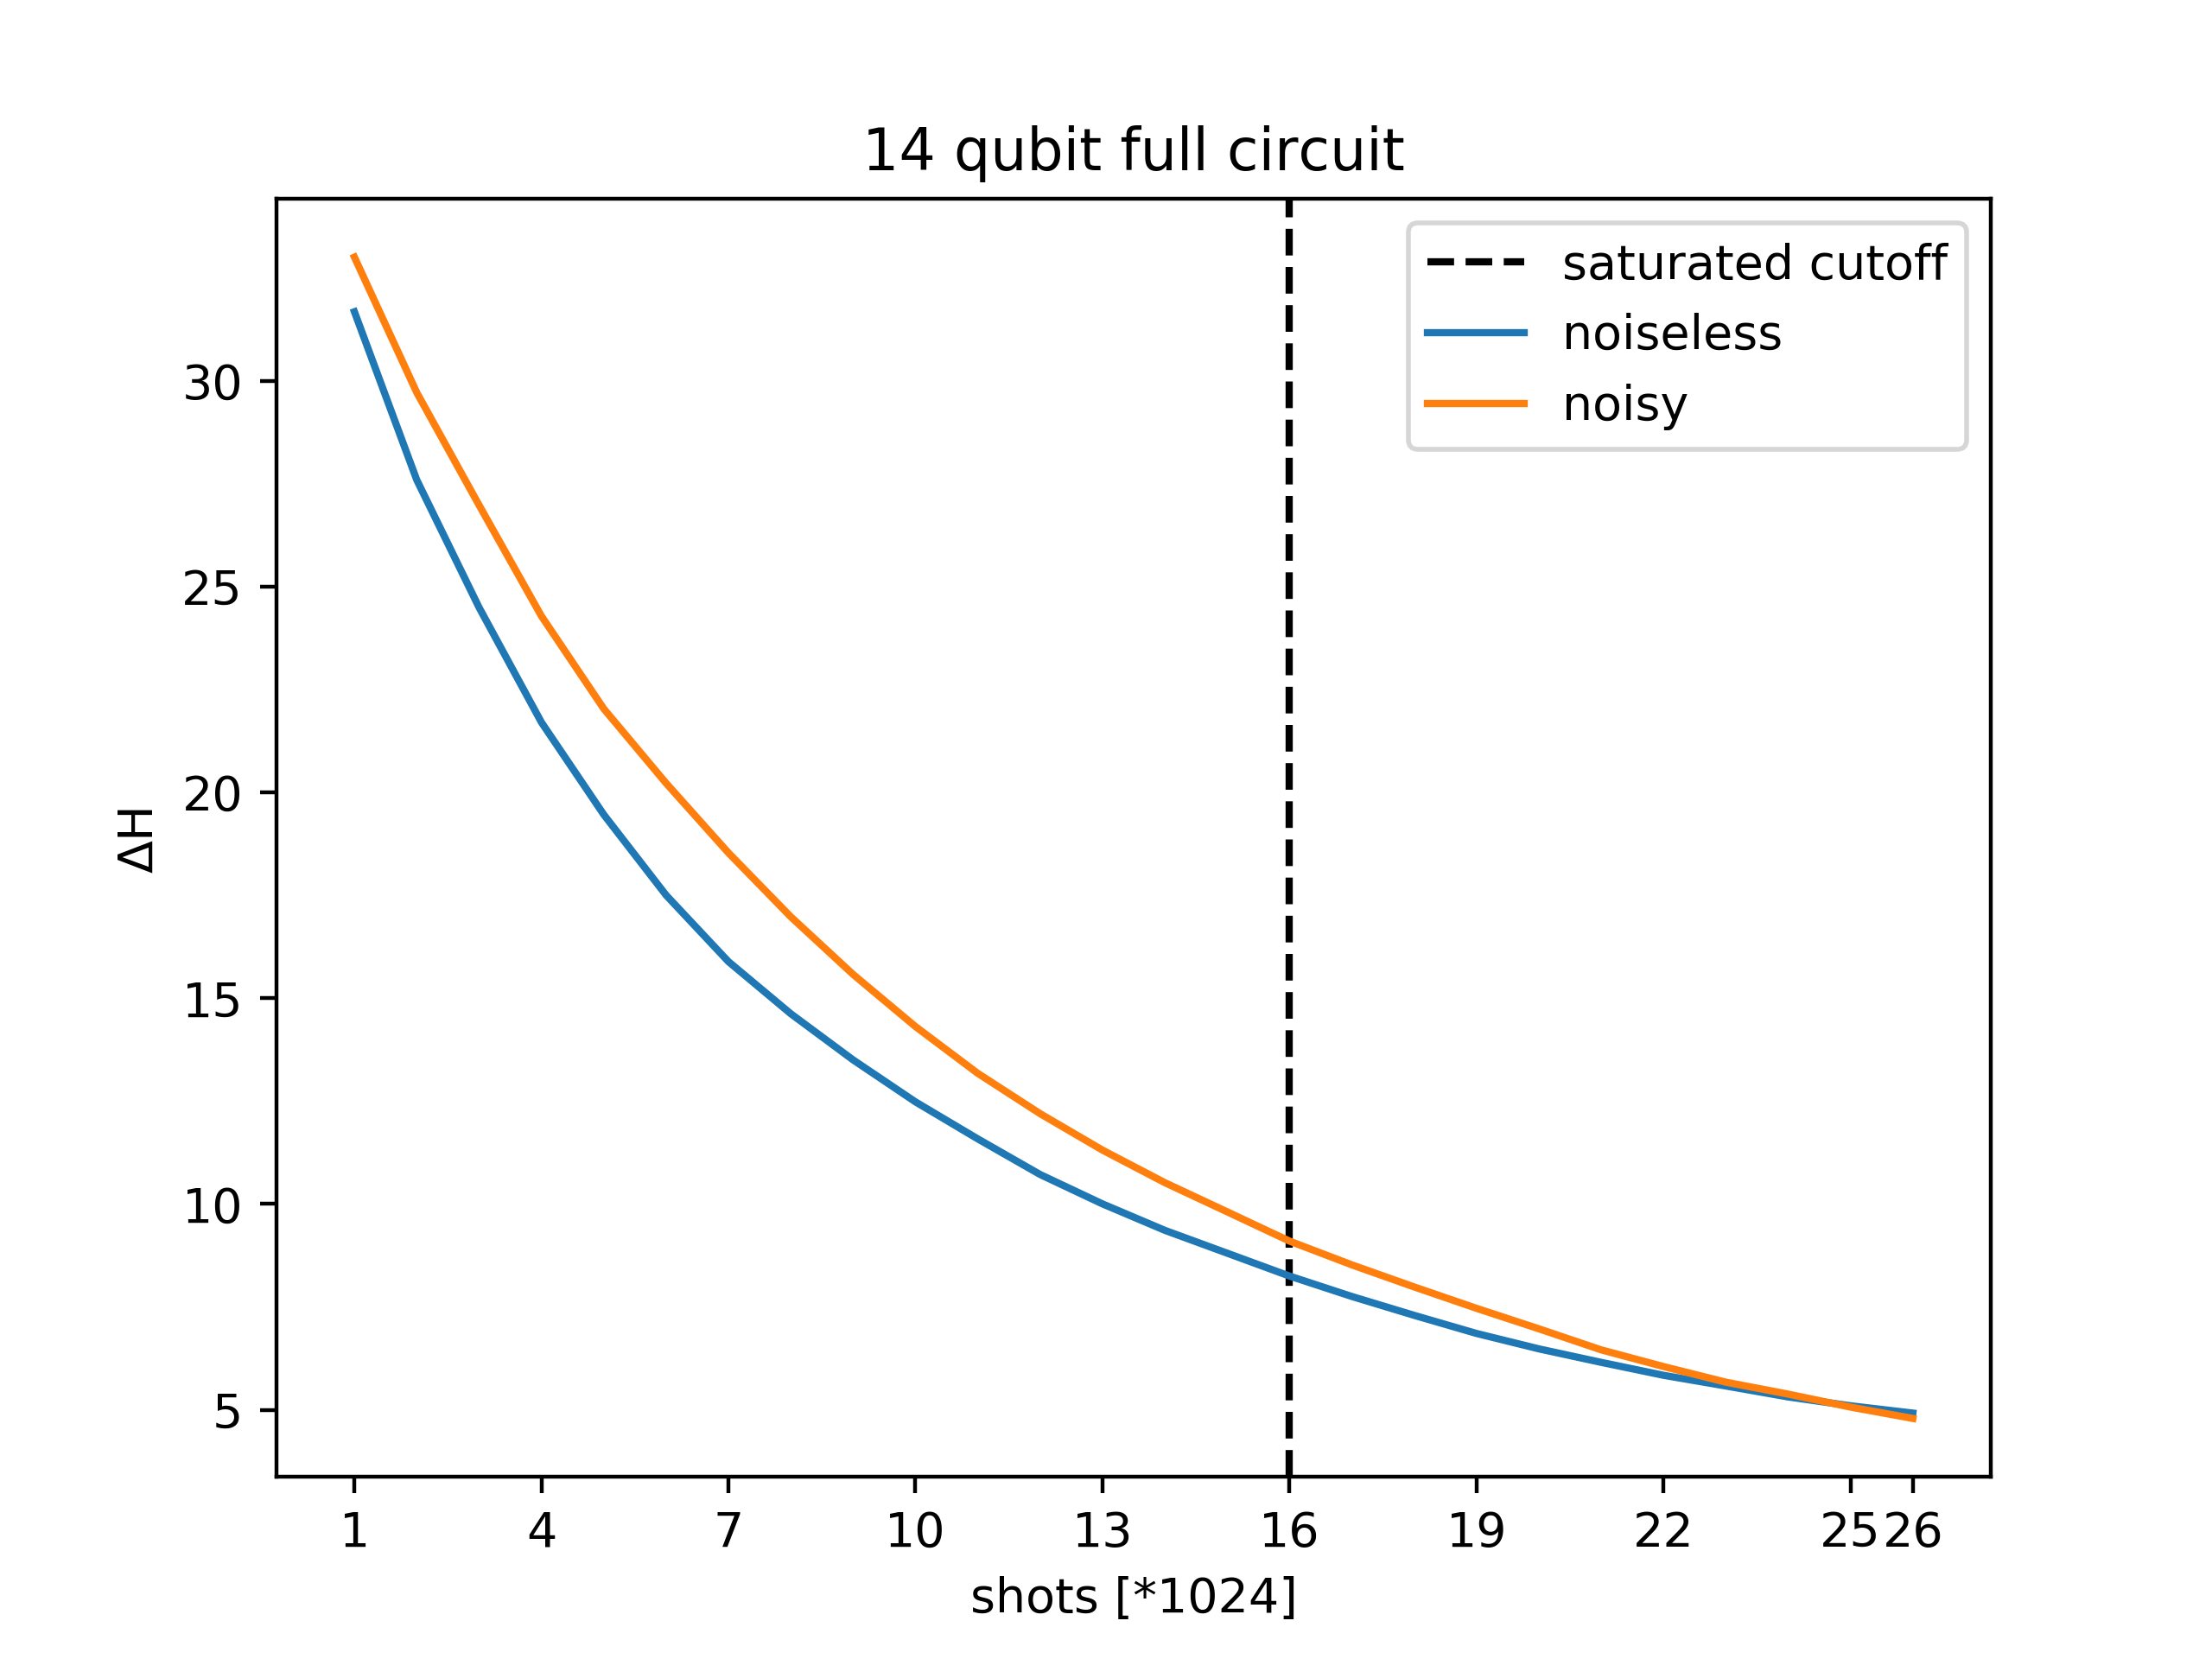 14 qubit full circuit
saturated cutoff
noiseless
noisy
30
25
20
15
10
5
ΔH
1 4 7 10 13 16 19 22 25 26
shots [*1024]